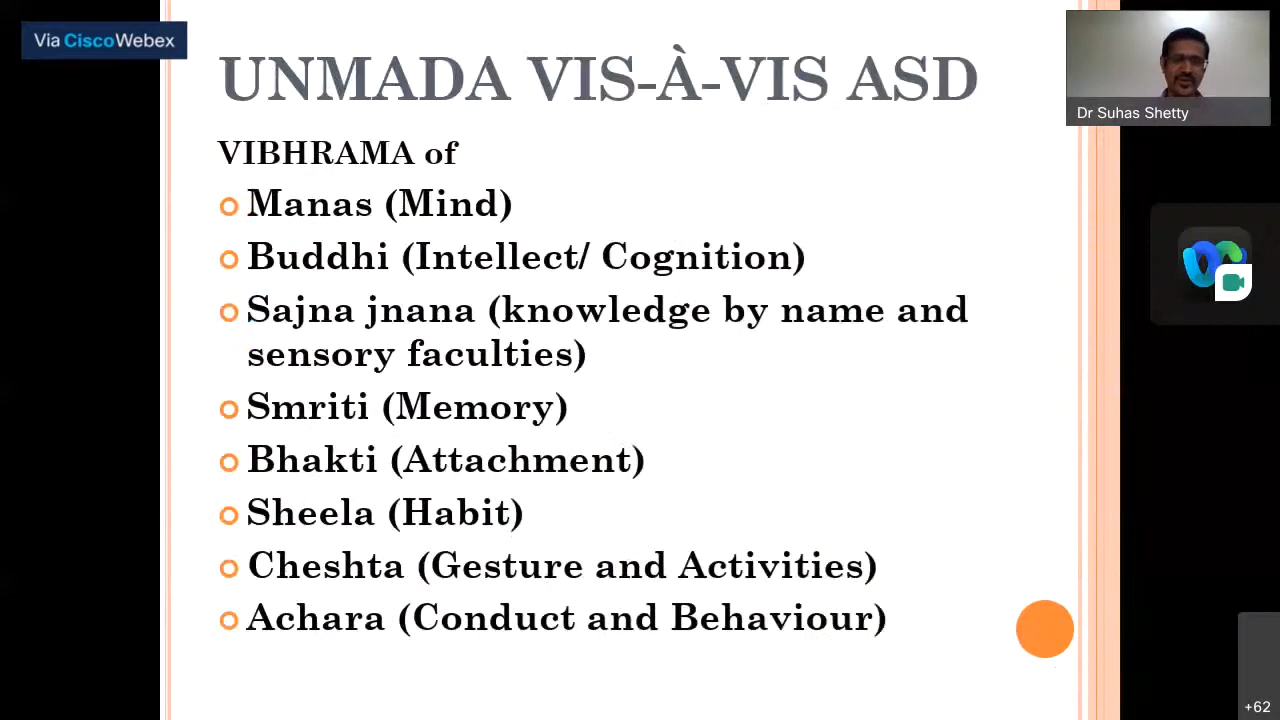 Via Cisco Webex
UNMADA VIS-À-VIS ASD
Dr Suhas Shetty
VIBHRAMA of
Manas (Mind)
Buddhi (Intellect/ Cognition)
Sajna jnana (knowledge by name and
sensory faculties)
Smriti (Memory)
Bhakti (Attachment)
Sheela (Habit)
Cheshta (Gesture and Activities)
Achara (Conduct and Behaviour)
+62